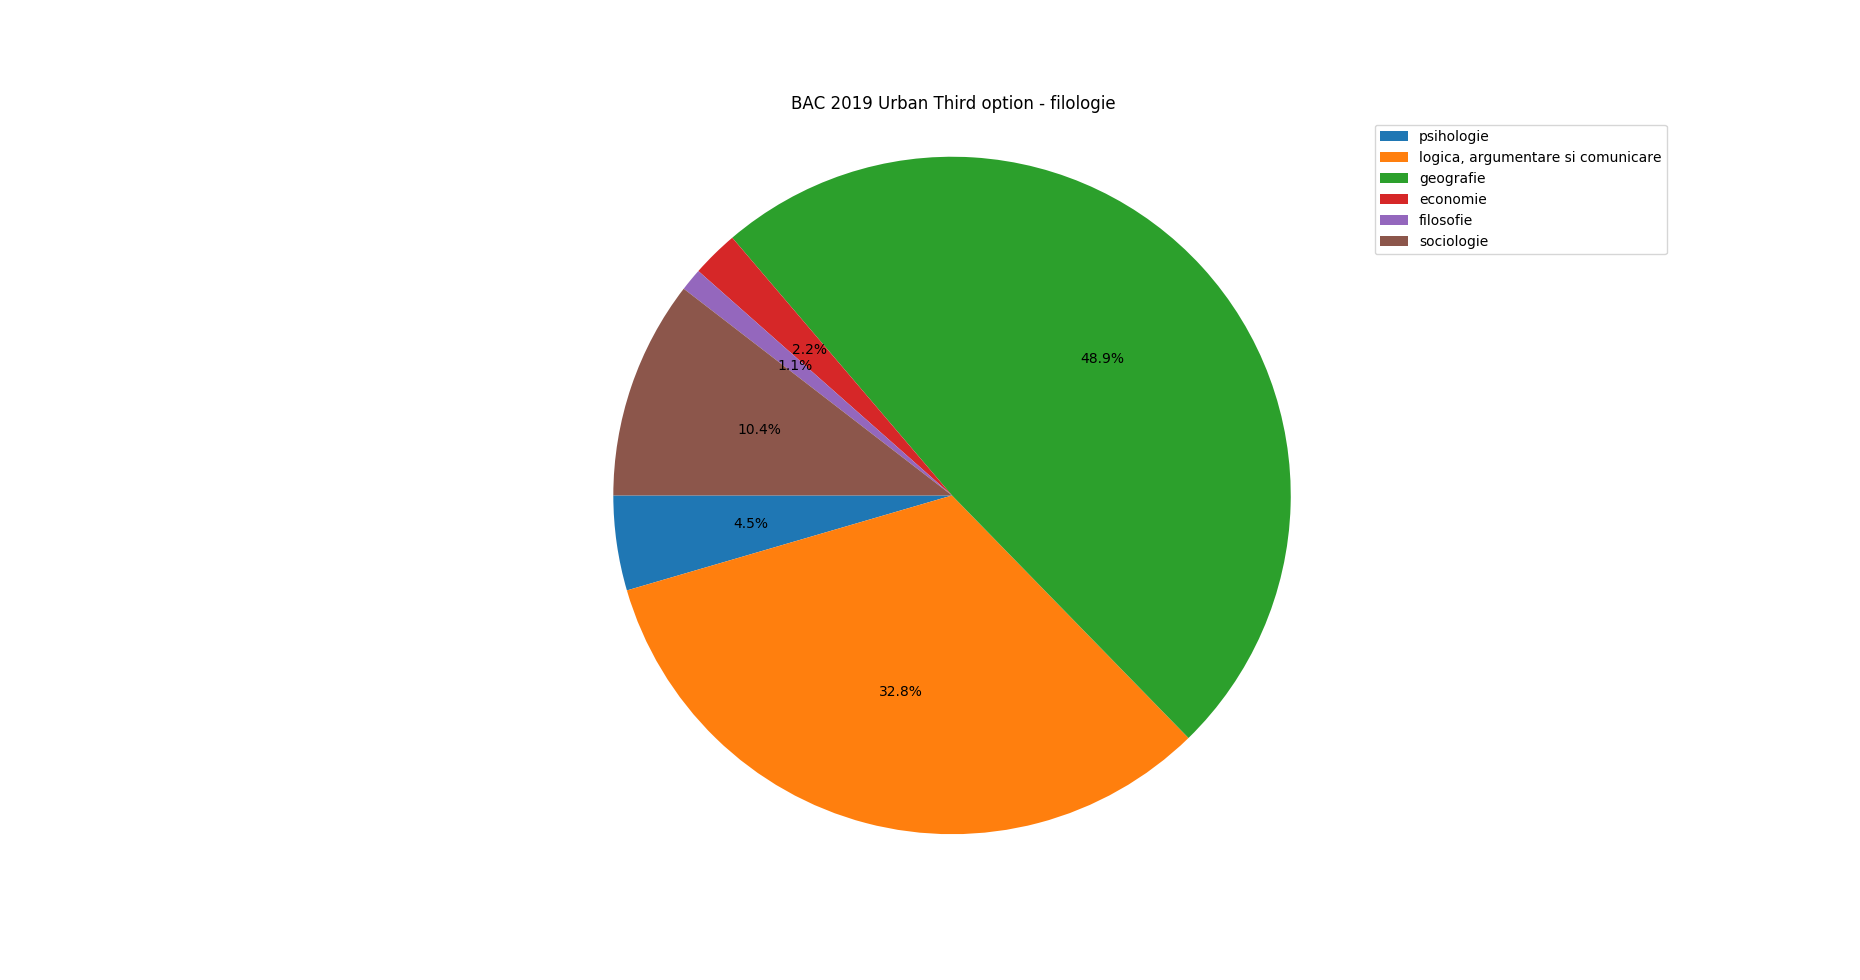 BAC 2019 Urban Third option - filologie
psihologie
logica, argumentare si comunicare
geografie
economie
filosofie
sociologie
48.9%
2.2%
1.1%
10.4%
4.5%
32.8%